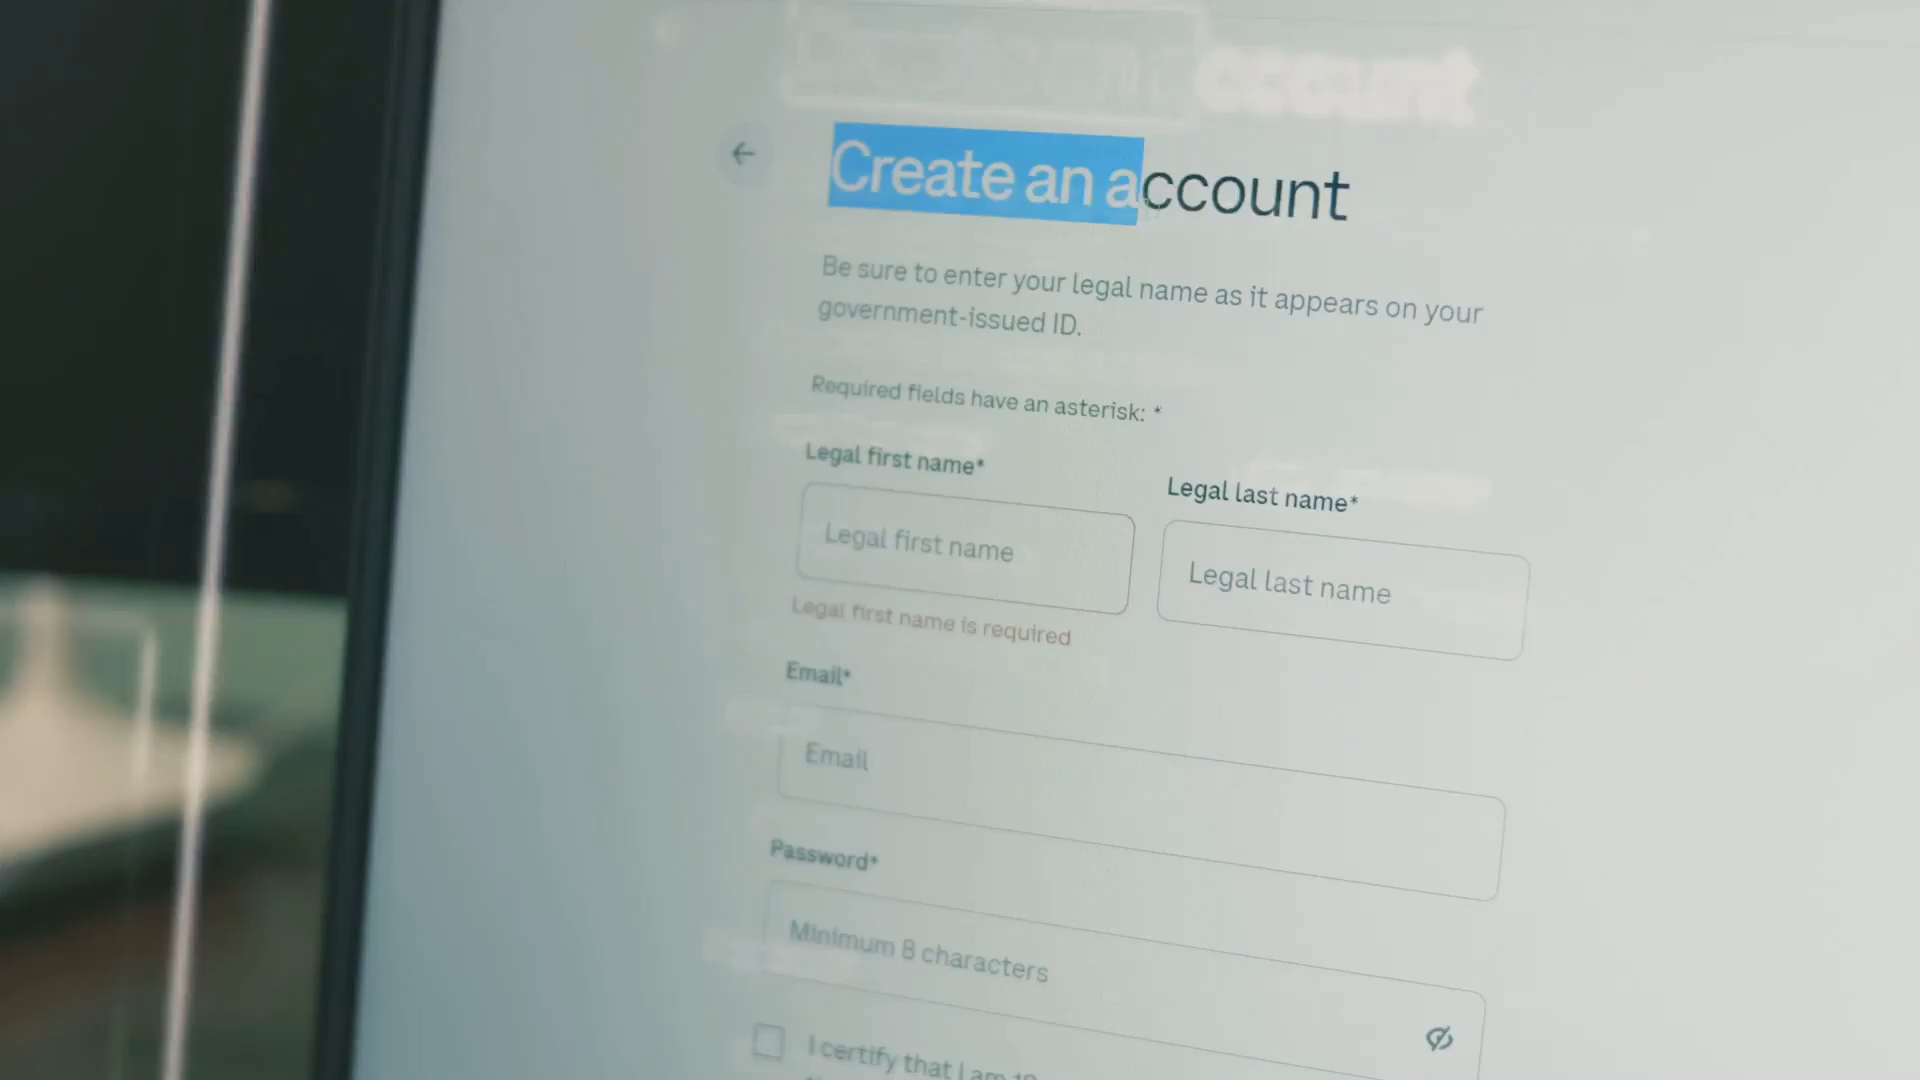 Create an account
Be sure to enter your legal name as it appears on your
government-issued ID.
Required fields have an asterisk: *
Legal first name*
Legal last name*
Legal first name
Legal last name
Legal first name is required
Email*
Email
Password*
Minimum 8 characters
I certify that I am